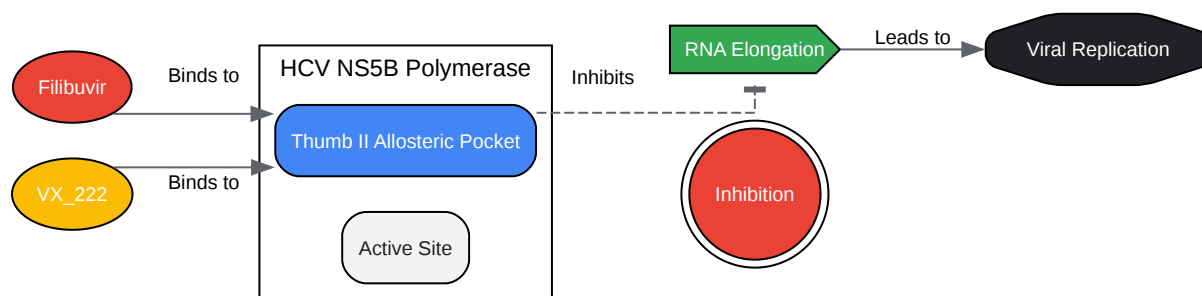 Filibuvir
Binds to
HCV NS5B Polymerase
Thumb II Allosteric Pocket
VX_222
Binds to
Active Site
Inhibits
RNA Elongation
Leads to
Viral Replication
Inhibition